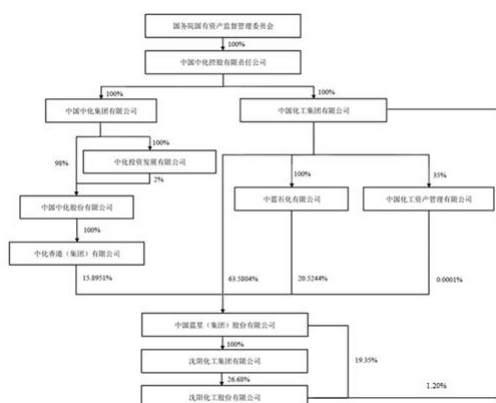 国务院国有资产监督管理委员会
100%
中国中化控股有限责任公司
100%
100%
中国中化集团有限公司
中国化工集团有限公司
100%
98%
中化投资发展有限公司
2%
100%
35%
中国中化股份有限公司
中蓝石化有限公司
中国化工资产管理有限公司
100%
中化香港（集团）有限公司
15.8951%
63.5804%
20.5244%
0.0001%
中国蓝星（集团）股份有限公司
100%
沈阳化工集团有限公司
19.35%
26.68%
1.20%
沈阳化工股份有限公司